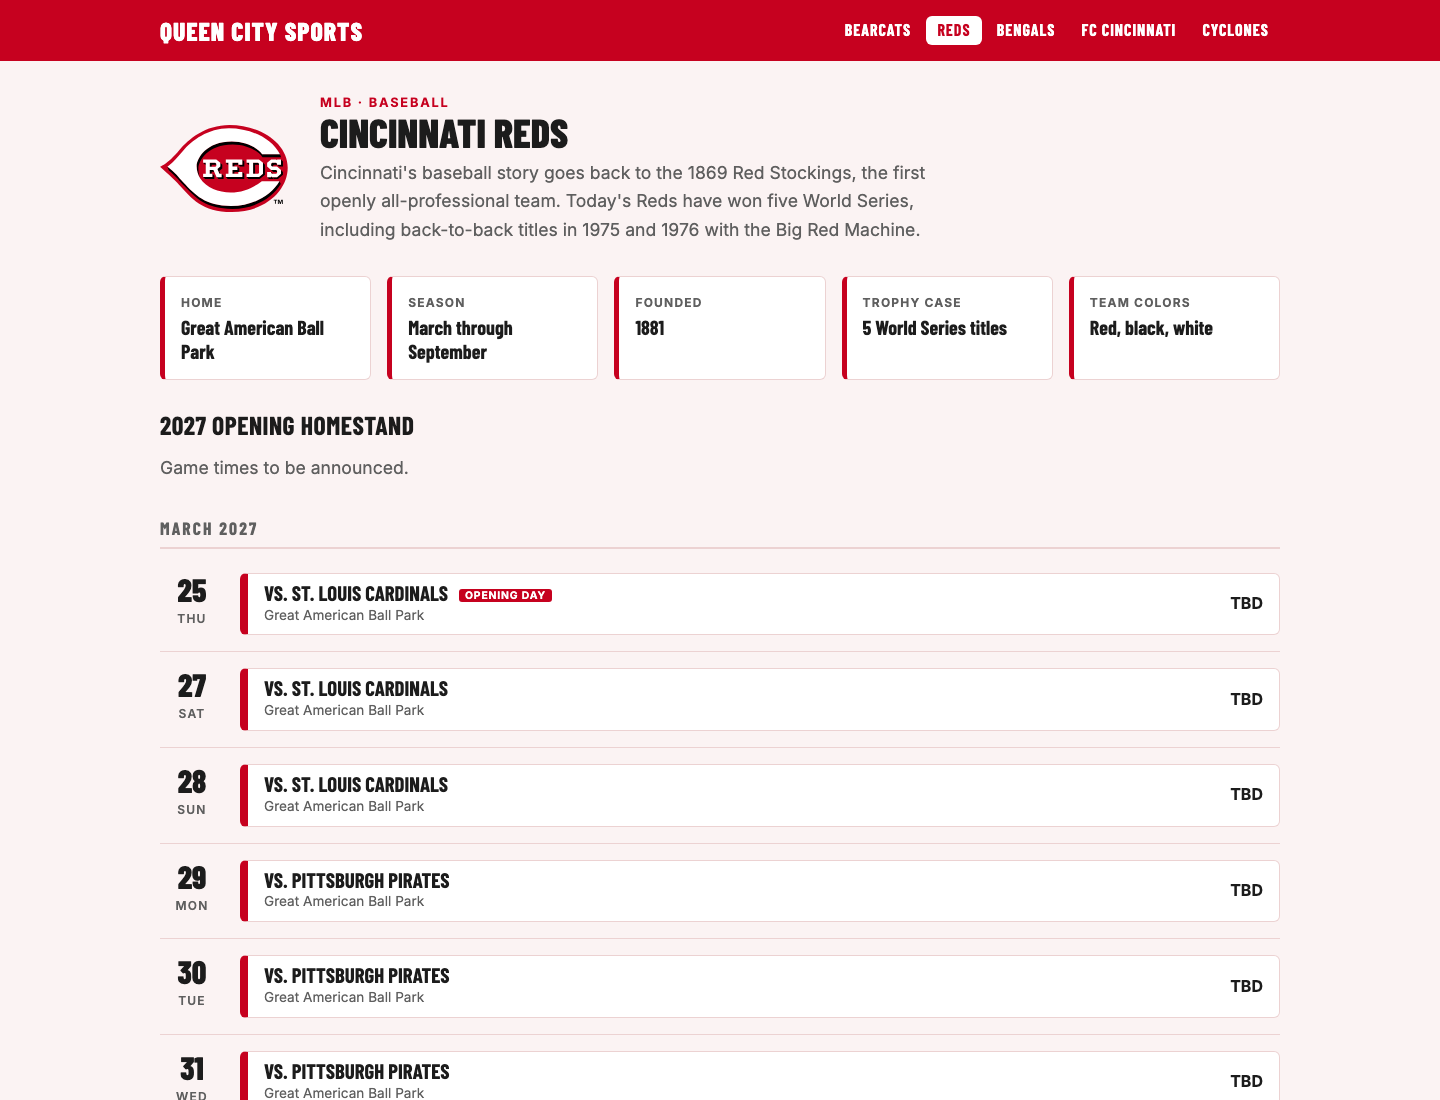 QUEEN CITY SPORTS
BEARCATS REDS BENGALS FC CINCINNATI CYCLONES
MLB · BASEBALL
CINCINNATI REDS
REDS
TM
Cincinnati's baseball story goes back to the 1869 Red Stockings, the first
openly all-professional team. Today's Reds have won five World Series,
including back-to-back titles in 1975 and 1976 with the Big Red Machine.
HOME
Great American Ball
Park
SEASON
March through
September
FOUNDED
1881
TROPHY CASE
5 World Series titles
TEAM COLORS
Red, black, white
2027 OPENING HOMESTAND
Game times to be announced.
MARCH 2027
25
THU
VS. ST. LOUIS CARDINALS OPENING DAY
Great American Ball Park
TBD
27
SAT
VS. ST. LOUIS CARDINALS
Great American Ball Park
TBD
28
SUN
VS. ST. LOUIS CARDINALS
Great American Ball Park
TBD
29
MON
VS. PITTSBURGH PIRATES
Great American Ball Park
TBD
30
TUE
VS. PITTSBURGH PIRATES
Great American Ball Park
TBD
31
WED
VS. PITTSBURGH PIRATES
Great American Ball Park
TBD